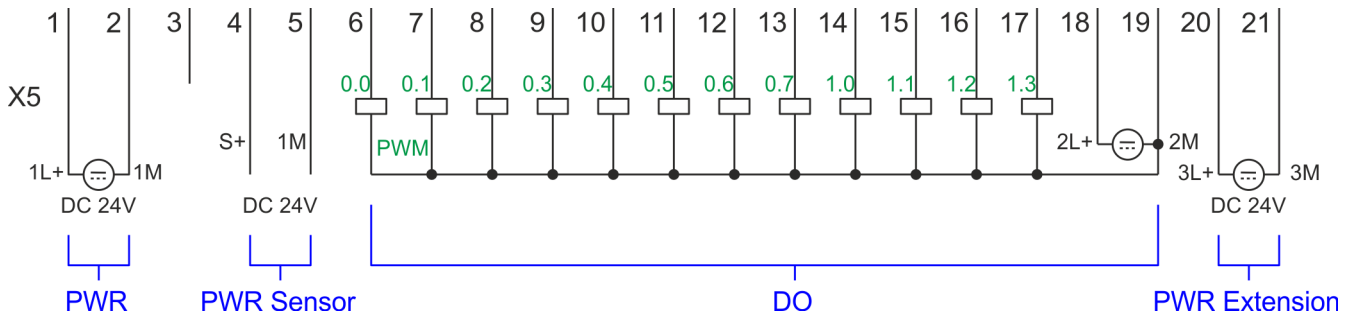 1 2 3 4 5 6 7 8 9 10 11 12 13 14 15 16 17 18 19 20 21
0.0 0.1 0.2 0.3 0.4 0.5 0.6 0.7 1.0 1.1 1.2 1.3
X5
S+ 1M PWM 2L+ 2M
1L+ 1M 3L+ 3M
DC 24V DC 24V DC 24V
PWR PWR Sensor DO PWR Extension